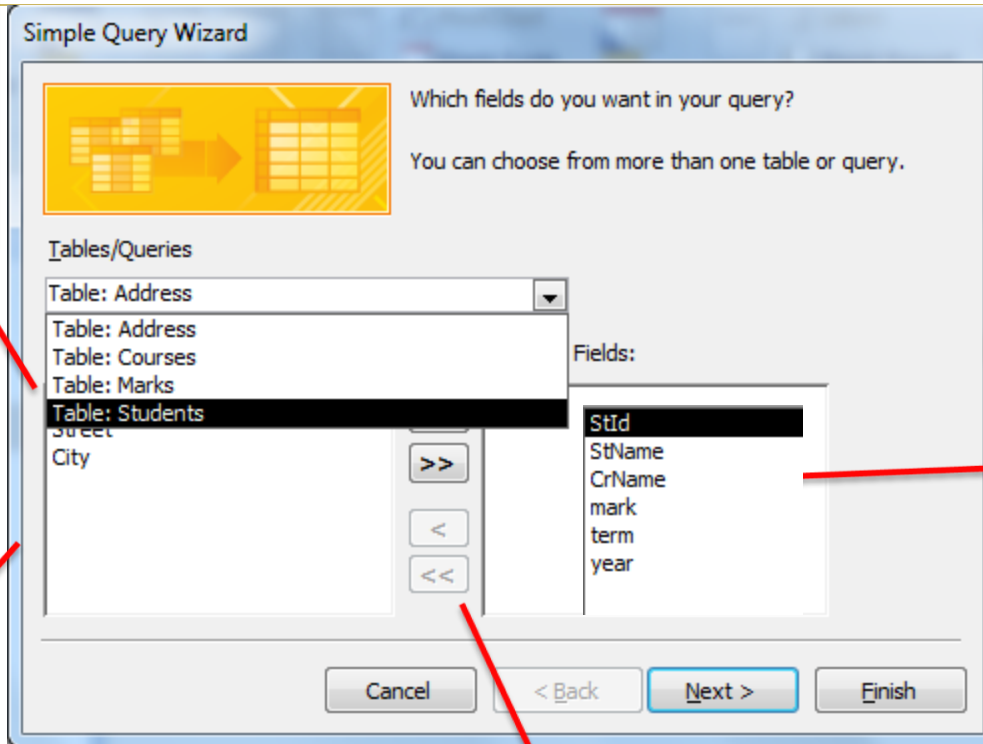 Simple Query Wizard
Which fields do you want in your query?
You can choose from more than one table or query.
Tables/Queries
Table: Address
Table: Address
Table: Courses
Table: Marks
Table: Students
Fields:
Street
City
>>
<
<<
StId
StName
CrName
mark
term
year
Cancel
< Back
Next >
Finish